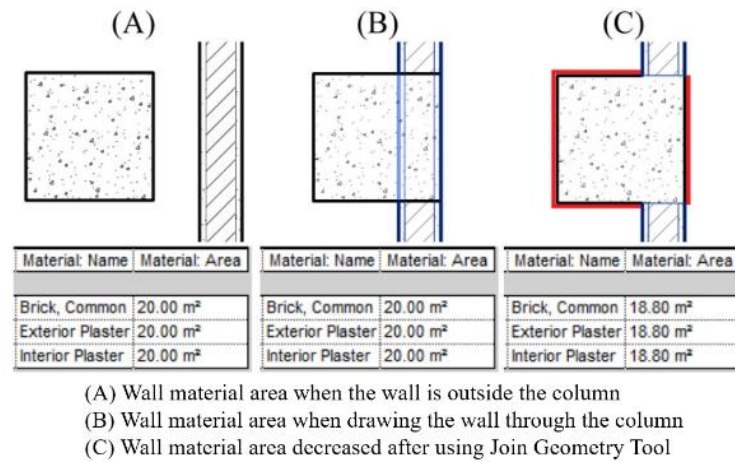 (A) (B) (C)
Material: Name Material: Area Material: Name Material: Area Material: Name Material: Area
Brick, Common 20.00 m² Brick, Common 20.00 m² Brick, Common 18.80 m²
Exterior Plaster 20.00 m² Exterior Plaster 20.00 m² Exterior Plaster 18.80 m²
Interior Plaster 20.00 m² Interior Plaster 20.00 m² Interior Plaster 18.80 m²
(A) Wall material area when the wall is outside the column
(B) Wall material area when drawing the wall through the column
(C) Wall material area decreased after using Join Geometry Tool